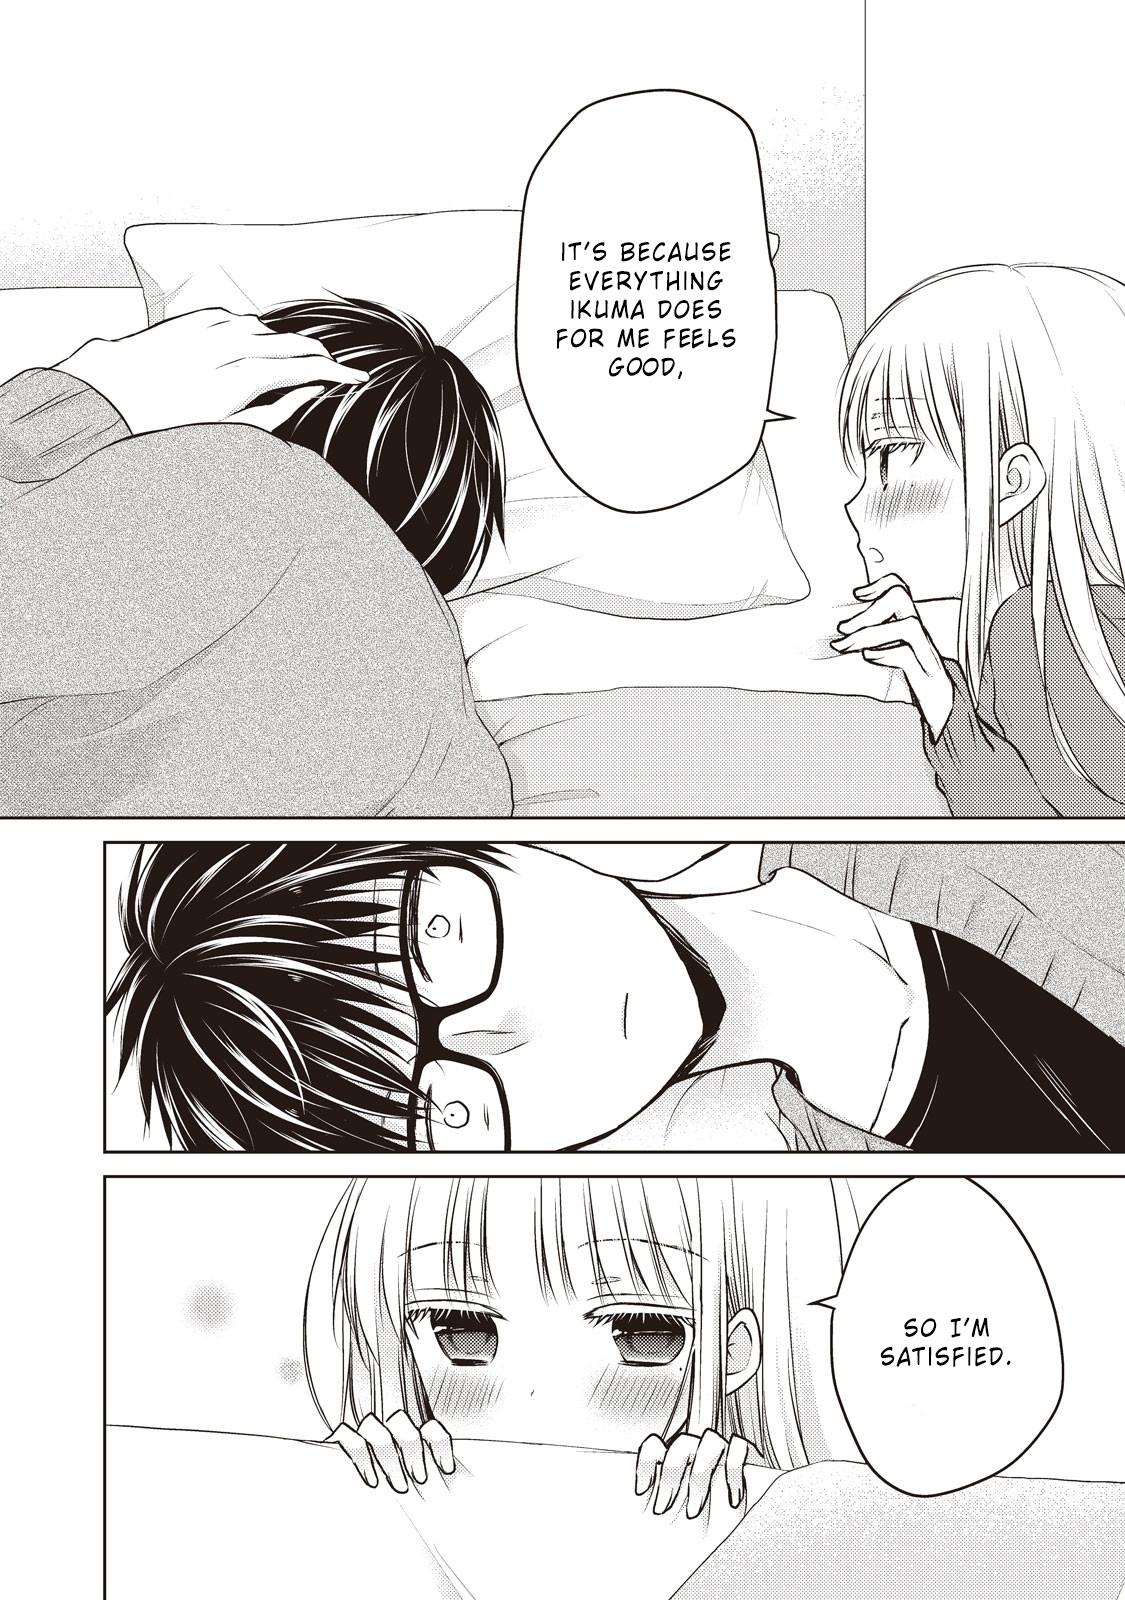 IT'S BECAUSE
EVERYTHING
IKUMA DOES
FOR ME FEELS
GOOD,
SO I'M
SATISFIED.